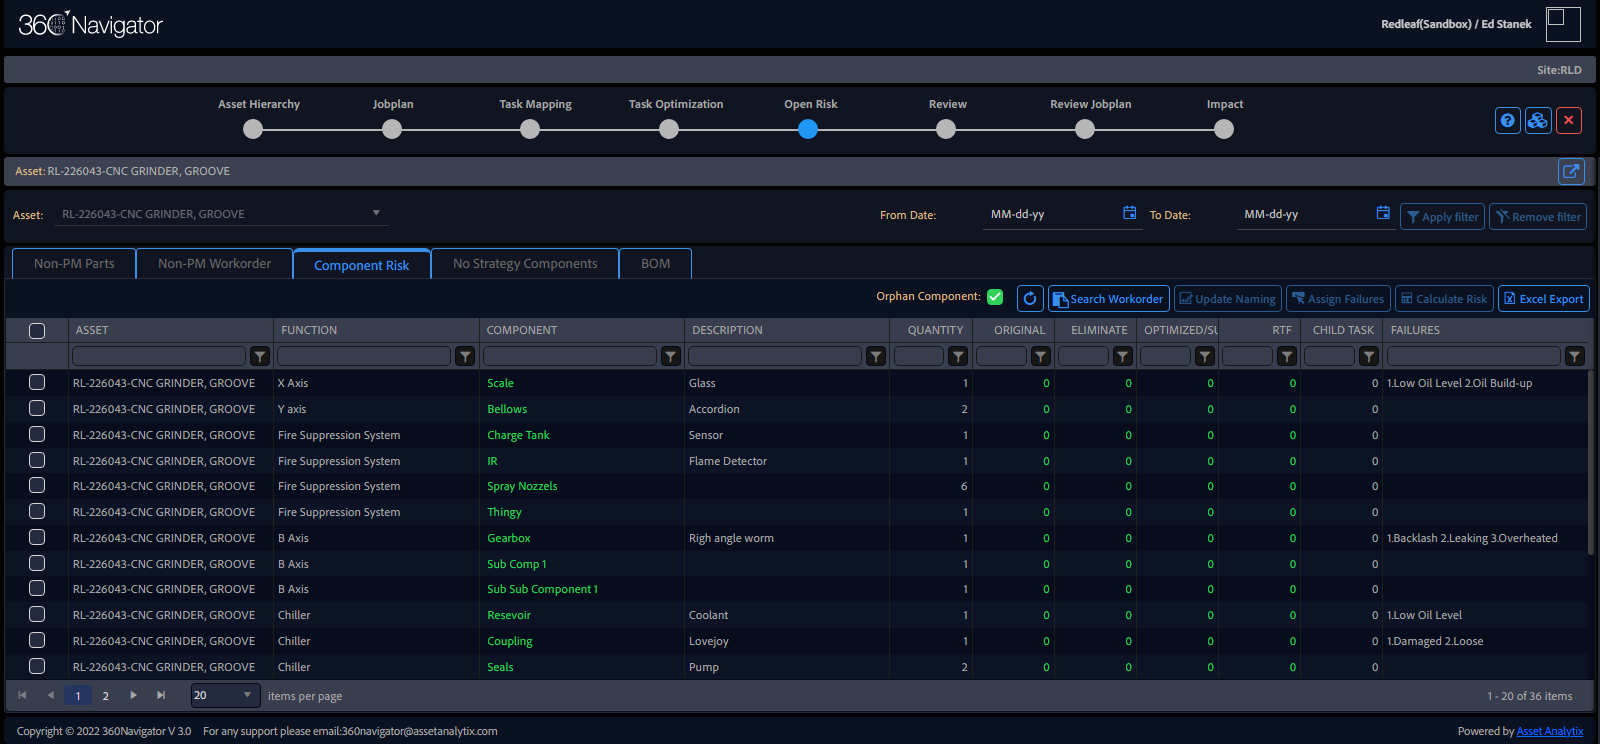 360 Navigator
Redleaf(Sandbox) / Ed Stanek
Site:RLD
Asset Hierarchy Jobplan Task Mapping Task Optimization Open Risk Review Review Jobplan Impact
Asset: RL-226043-CNC GRINDER, GROOVE
Asset: RL-226043-CNC GRINDER, GROOVE From Date: MM-dd-yy To Date: MM-dd-yy Apply filter Remove filter
Non-PM Parts Non-PM Workorder Component Risk No Strategy Components BOM
Orphan Component: Search Workorder Update Naming Assign Failures Calculate Risk Excel Export
ASSET FUNCTION COMPONENT DESCRIPTION QUANTITY ORIGINAL ELIMINATE OPTIMIZED/SU RTF CHILD TASK FAILURES
RL-226043-CNC GRINDER, GROOVE X Axis Scale Glass 1 0 0 0 0 0 1.Low Oil Level 2.Oil Build-up
RL-226043-CNC GRINDER, GROOVE Y axis Bellows Accordion 2 0 0 0 0 0
RL-226043-CNC GRINDER, GROOVE Fire Suppression System Charge Tank Sensor 1 0 0 0 0 0
RL-226043-CNC GRINDER, GROOVE Fire Suppression System IR Flame Detector 1 0 0 0 0 0
RL-226043-CNC GRINDER, GROOVE Fire Suppression System Spray Nozzels 6 0 0 0 0 0
RL-226043-CNC GRINDER, GROOVE Fire Suppression System Thingy 1 0 0 0 0 0
RL-226043-CNC GRINDER, GROOVE B Axis Gearbox Righ angle worm 1 0 0 0 0 0 1.Backlash 2.Leaking 3.Overheated
RL-226043-CNC GRINDER, GROOVE B Axis Sub Comp 1 1 0 0 0 0 0
RL-226043-CNC GRINDER, GROOVE B Axis Sub Sub Component 1 1 0 0 0 0 0
RL-226043-CNC GRINDER, GROOVE Chiller Resevoir Coolant 1 0 0 0 0 0 1.Low Oil Level
RL-226043-CNC GRINDER, GROOVE Chiller Coupling Lovejoy 1 0 0 0 0 0 1.Damaged 2.Loose
RL-226043-CNC GRINDER, GROOVE Chiller Seals Pump 2 0 0 0 0 0
1 2 20 items per page 1 - 20 of 36 items
Copyright © 2022 360Navigator V 3.0 For any support please email:360navigator@assetanalytix.com Powered by Asset Analytix